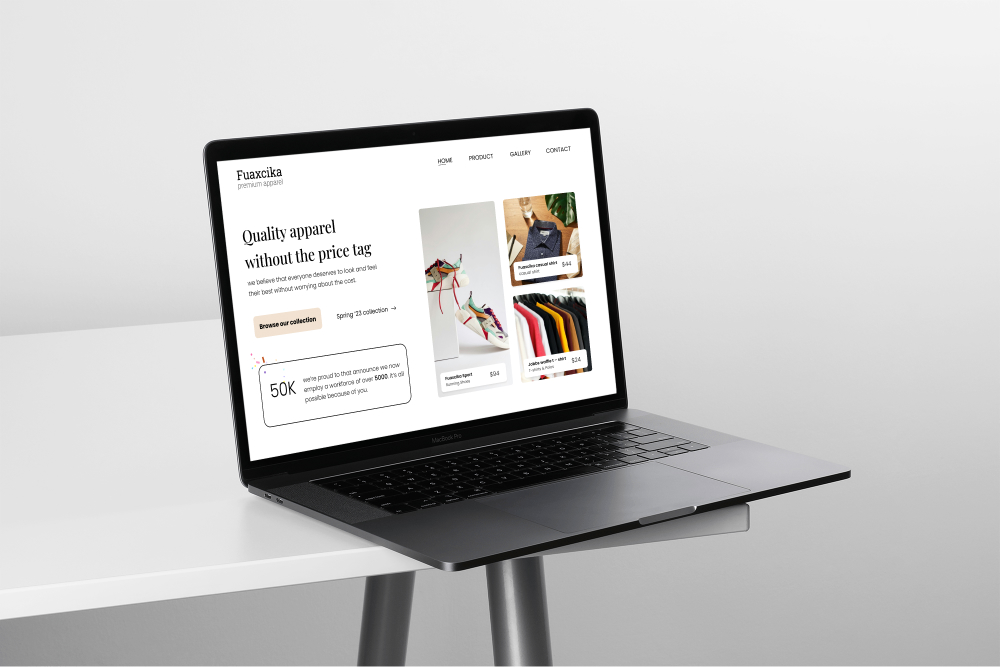 Fuaxcika
premium apparel
HOME
PRODUCT
GALLERY
CONTACT
Quality apparel
without the price tag
we believe that everyone deserves to look and feel
their best without worrying about the cost.
Browse our collection
Spring '23 collection →
50K
we're proud to that announce we now
employ a workforce of over 5000. it's all
possible because of you.
Fuaxcika Sport
Running Shoes
$94
Fuaxcika casual shirt
casual shirt
$44
Jakks waffle t - shirt
T-shirts & Polos
$24
MacBook Pro